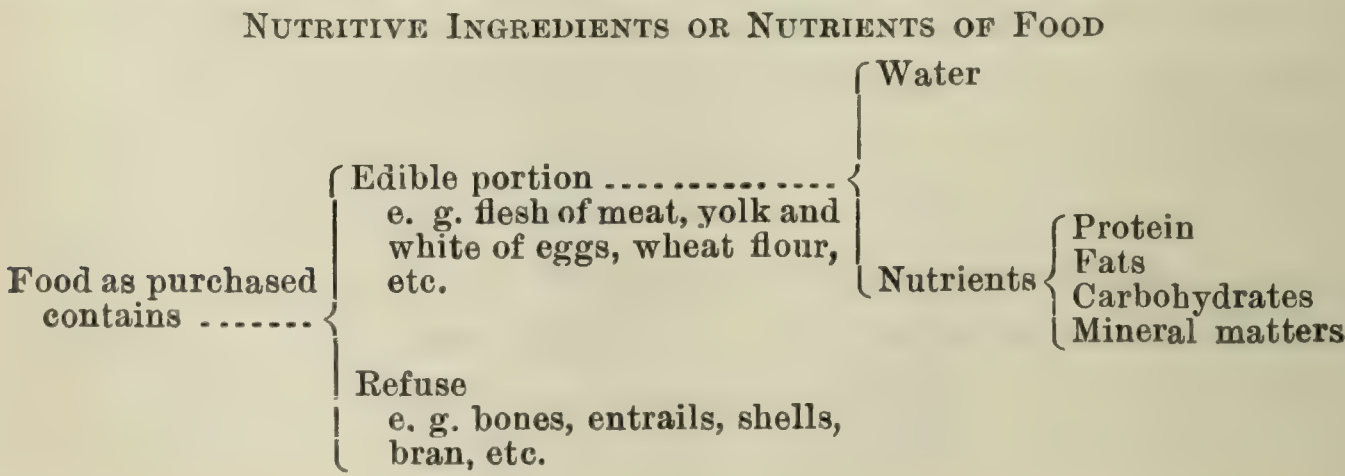 NUTRITIVE INGREDIENTS OR NUTRIENTS OF FOOD
Food as purchased
contains .......
Edible portion ................
e. g. flesh of meat, yolk and
white of eggs, wheat flour,
etc.
Refuse
e. g. bones, entrails, shells,
bran, etc.
Water
Nutrients
Protein
Fats
Carbohydrates
Mineral matters